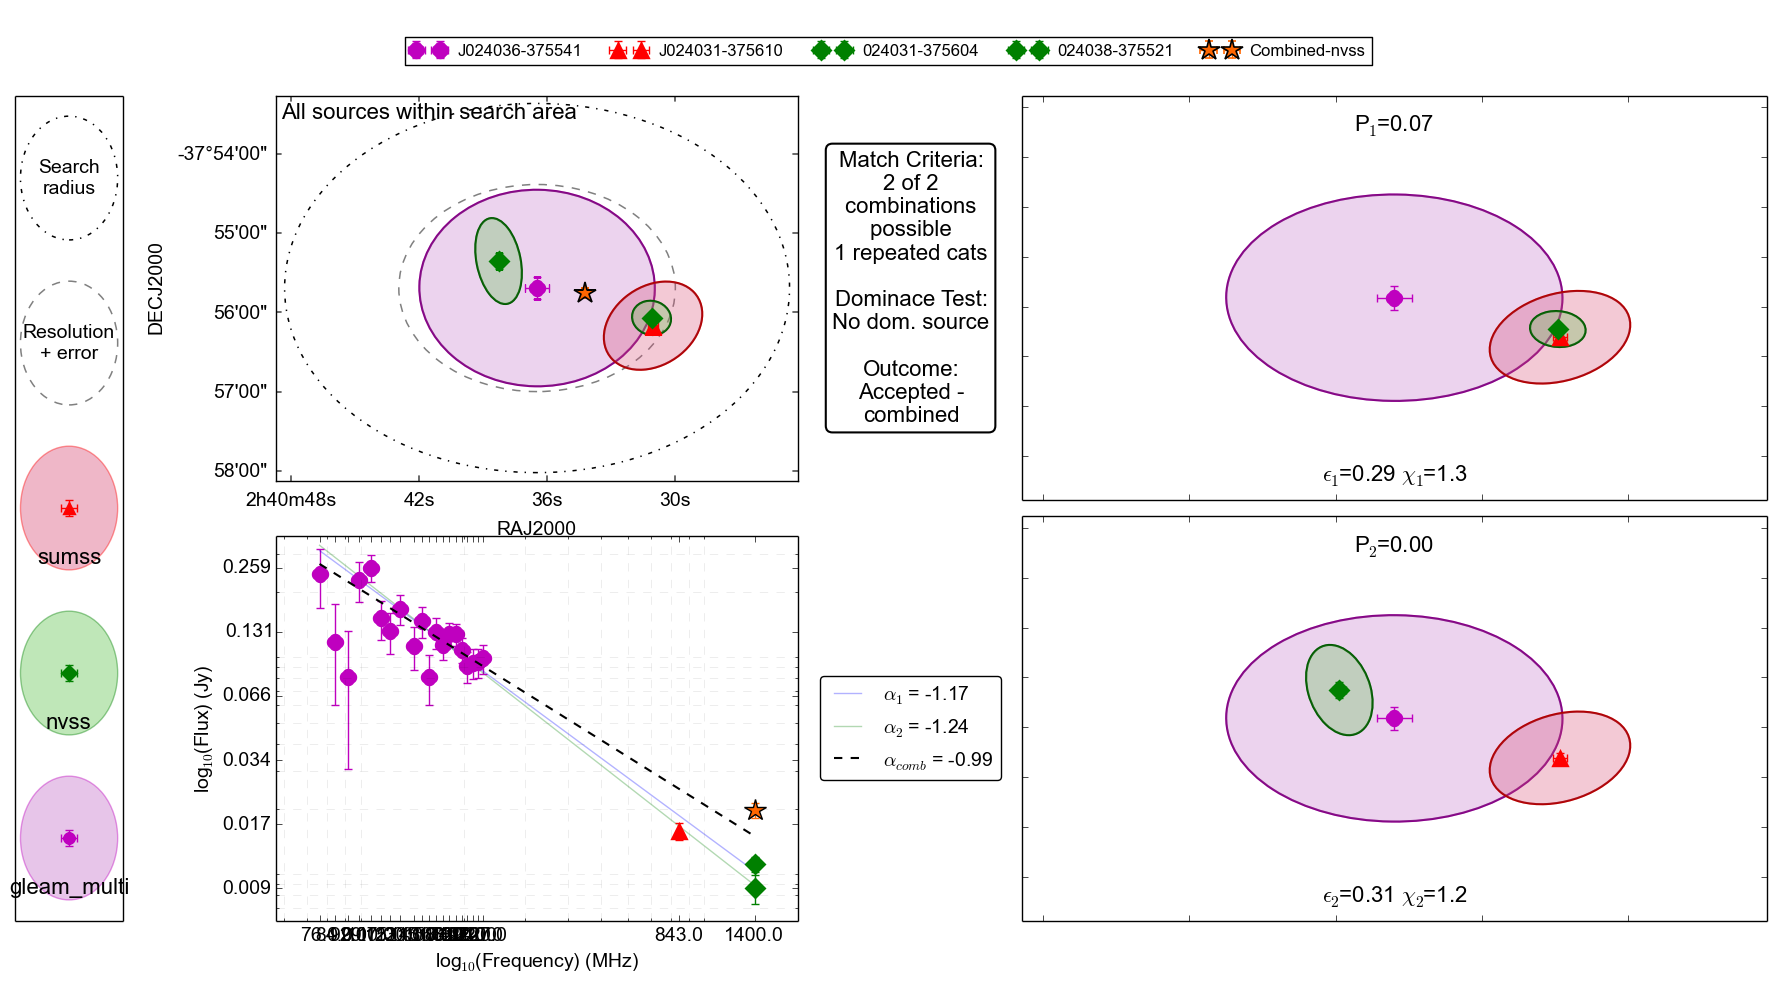 J024036-375541 J024031-375610 024031-375604 024038-375521 Combined-nvss
Search
radius
Resolution
+ error
sumss
nvss
gleam_multi
All sources within search area
DECJ2000
-37°54'00"
55'00"
56'00"
57'00"
58'00"
2h40m48s 42s 36s 30s
RAJ2000
Match Criteria:
2 of 2
combinations
possible
1 repeated cats
Dominace Test:
No dom. source
Outcome:
Accepted -
combined
P1=0.07
ϵ1=0.29 χ1=1.3
log10(Flux) (Jy)
0.259
0.131
0.066
0.034
0.017
0.009
843.0 1400.0
log10(Frequency) (MHz)
α1 = -1.17
α2 = -1.24
αcomb = -0.99
P2=0.00
ϵ2=0.31 χ2=1.2